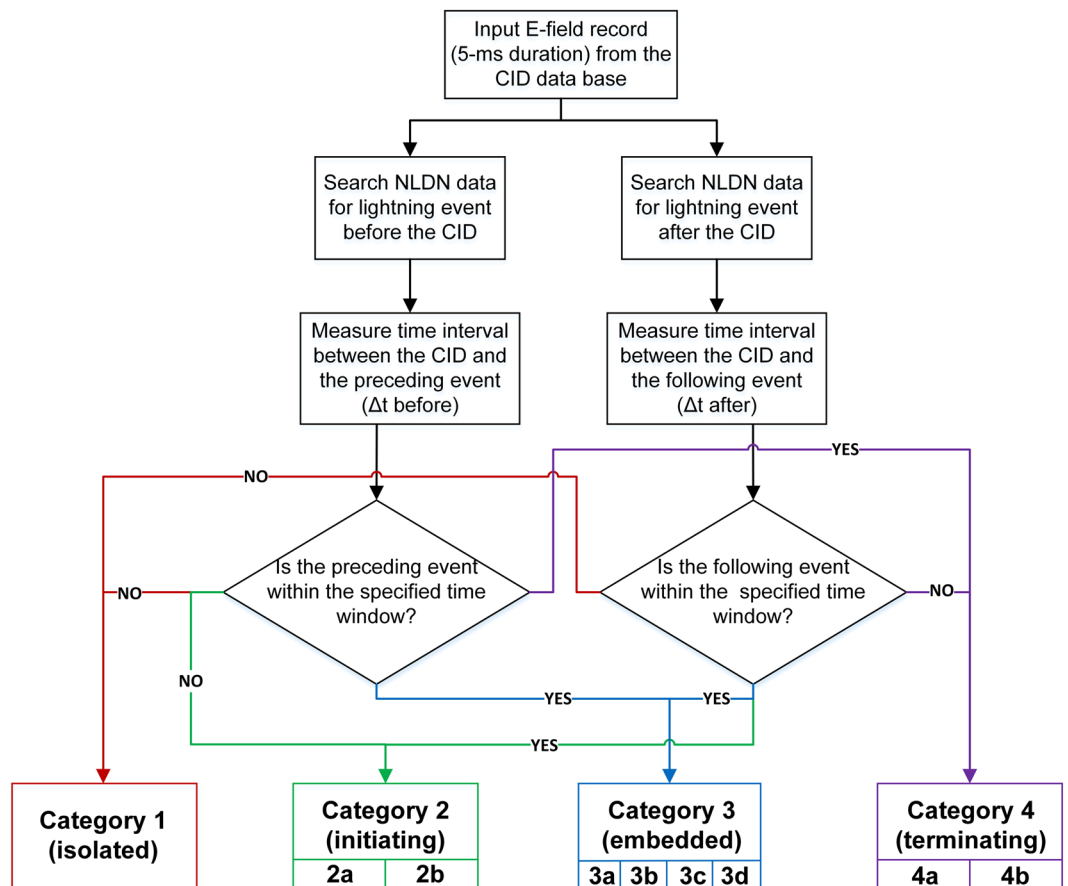 Input E-field record
(5-ms duration) from the
CID data base
Search NLDN data
for lightning event
before the CID
Search NLDN data
for lightning event
after the CID
Measure time interval
between the CID and
the preceding event
(Δt before)
Measure time interval
between the CID and
the following event
(Δt after)
YES
NO
Is the preceding event
within the specified time
window?
Is the following event
within the specified time
window?
NO
NO
NO
YES
YES
YES
Category 1
(isolated)
Category 2
(initiating)
2a
2b
Category 3
(embedded)
3a
3b
3c
3d
Category 4
(terminating)
4a
4b